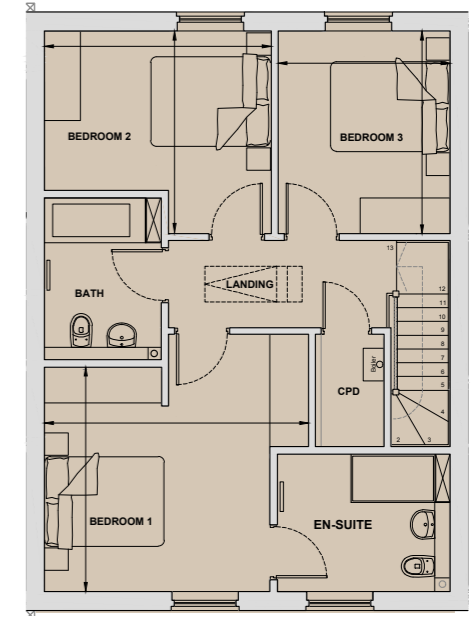 BEDROOM 2
BEDROOM 3
13
12
11
10
9
8
7
6
5
4
3
2
LANDING
BATH
Boiler
CPD
BEDROOM 1
EN-SUITE